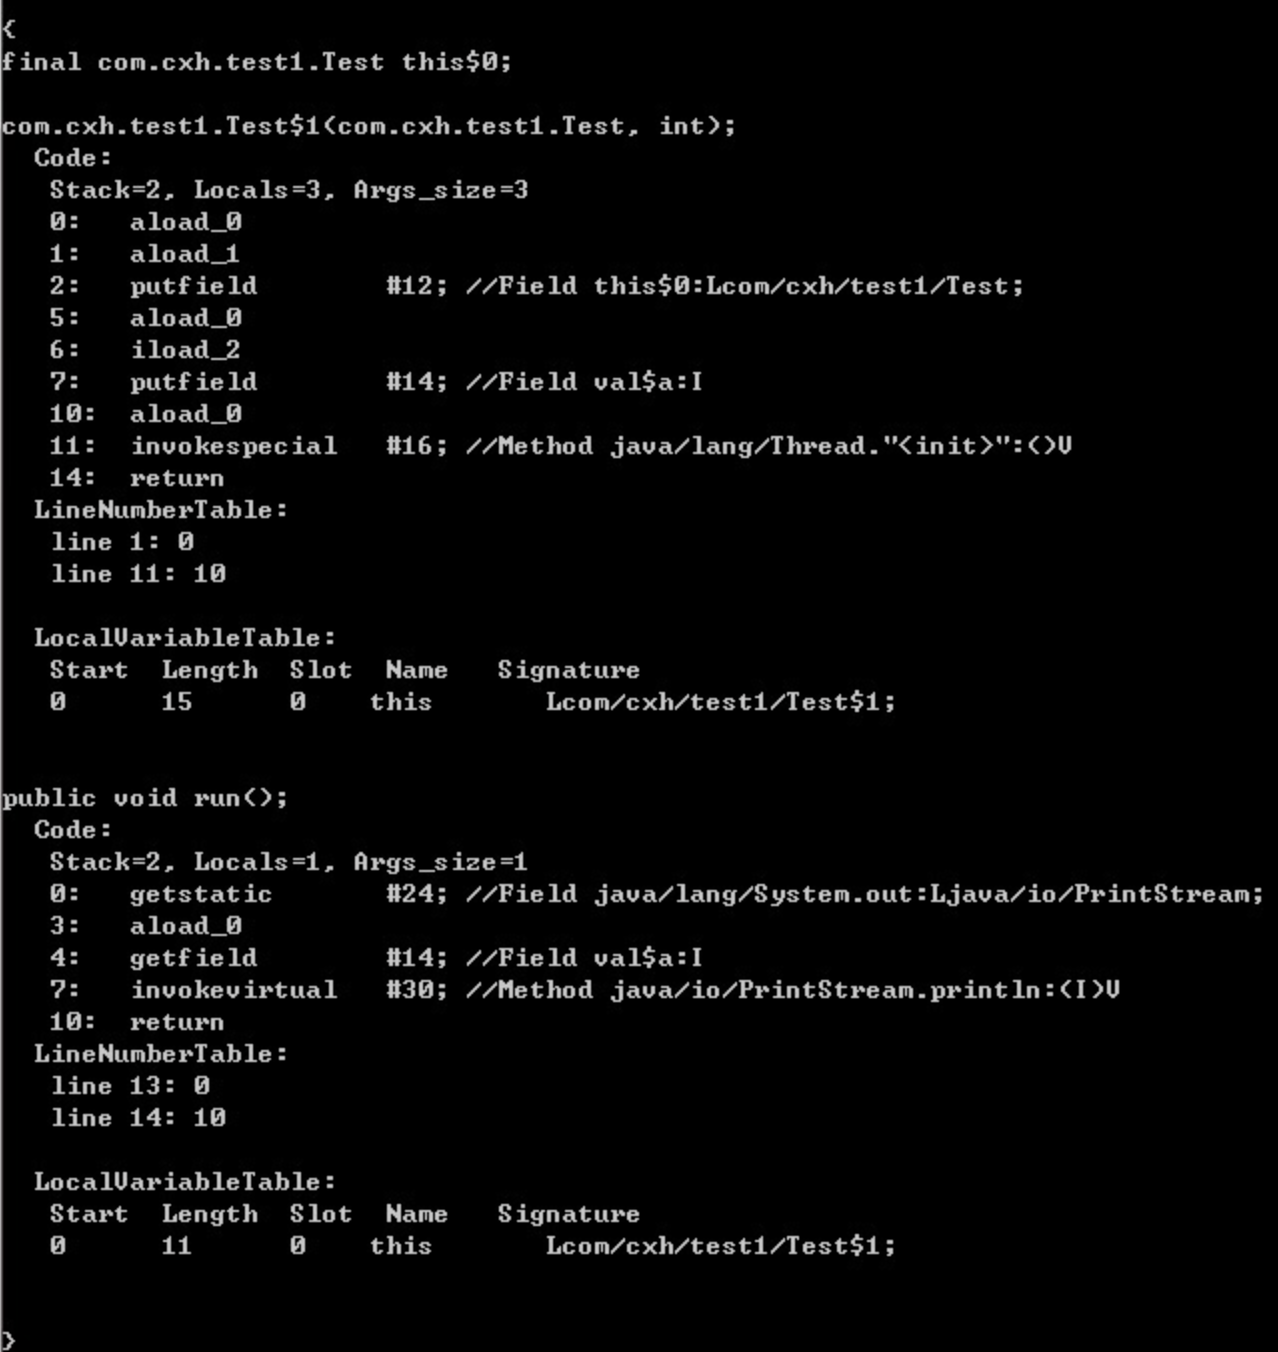 {
final com.cxh.test1.Test this$0;
com.cxh.test1.Test$1(com.cxh.test1.Test, int);
Code:
Stack=2, Locals=3, Args_size=3
0: aload_0
1: aload_1
2: putfield #12; //Field this$0:Lcom/cxh/test1/Test;
5: aload_0
6: iload_2
7: putfield #14; //Field val$a:I
10: aload_0
11: invokespecial #16; //Method java/lang/Thread."<init>":()V
14: return
LineNumberTable:
line 1: 0
line 11: 10
LocalVariableTable:
Start Length Slot Name Signature
0 15 0 this Lcom/cxh/test1/Test$1;
public void run();
Code:
Stack=2, Locals=1, Args_size=1
0: getstatic #24; //Field java/lang/System.out:Ljava/io/PrintStream;
3: aload_0
4: getfield #14; //Field val$a:I
7: invokevirtual #30; //Method java/io/PrintStream.println:(I)V
10: return
LineNumberTable:
line 13: 0
line 14: 10
LocalVariableTable:
Start Length Slot Name Signature
0 11 0 this Lcom/cxh/test1/Test$1;
}